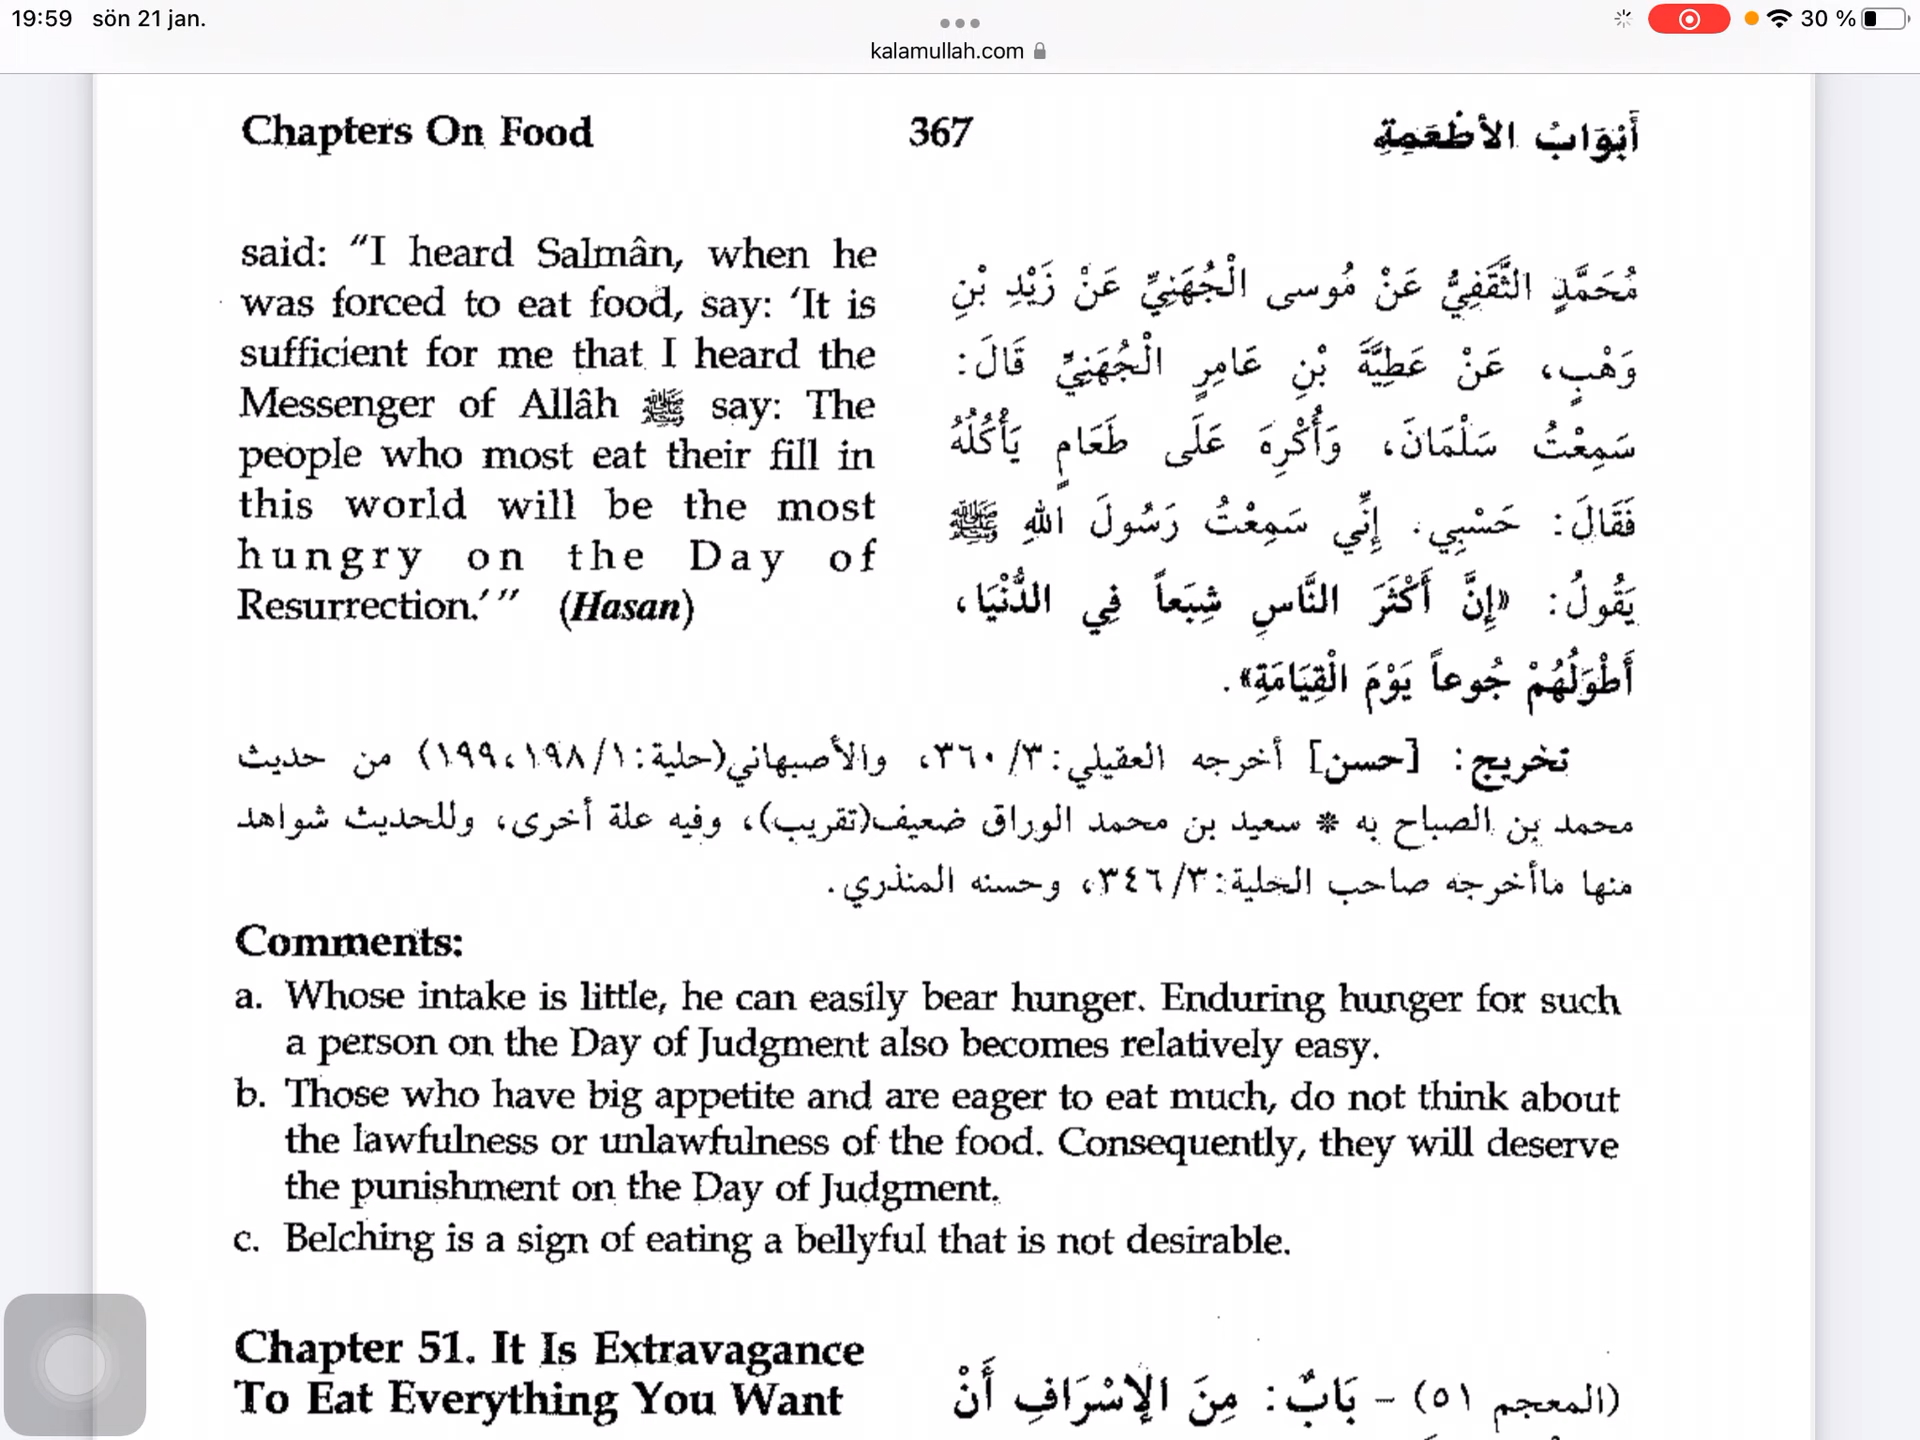 19:59 sön 21 jan.
30 %
kalamullah.com
Chapters On Food 367 أَبْوَابُ الأَطْعَمِةِ
said: “I heard Salmân, when he
was forced to eat food, say: ‘It is
sufficient for me that I heard the
Messenger of Allâh ﷺ say: The
people who most eat their fill in
this world will be the most
hungry on the Day of
Resurrection.’” (Hasan)
مُحَمَّدٍ الثَّقَفِيُّ عَنْ مُوسى الْجُهَنِيِّ عَنْ زَيْدِ بْنِ
وَهْبٍ، عَنْ عَطِيَّةَ بْنِ عَامِرٍ الْجُهَنِيِّ قَالَ:
سَمِعْتُ سَلْمَانَ، وَأُكْرِهَ عَلَى طَعَامٍ يَأْكُلُهُ
فَقَالَ: حَسْبِي. إِنِّي سَمِعْتُ رَسُولَ اللهِ ﷺ
يَقُولُ: «إِنَّ أَكْثَرَ النَّاسِ شِبَعاً فِي الدُّنْيَا،
أَطْوَلُهُمْ جُوعاً يَوْمَ الْقِيَامَةِ».
تخريج: [حسن] أخرجه العقيلي: ٣/ ٣٦٠، والأصبهاني(حلية: ١/ ١٩٨، ١٩٩) من حديث
محمد بن الصباح به * سعيد بن محمد الوراق ضعيف(تقريب)، وفيه علة أخرى، وللحديث شواهد
منها ماأخرجه صاحب الحلية: ٣/ ٣٤٦، وحسنه المنذري.
Comments:
a. Whose intake is little, he can easily bear hunger. Enduring hunger for such
a person on the Day of Judgment also becomes relatively easy.
b. Those who have big appetite and are eager to eat much, do not think about
the lawfulness or unlawfulness of the food. Consequently, they will deserve
the punishment on the Day of Judgment.
c. Belching is a sign of eating a bellyful that is not desirable.
Chapter 51. It Is Extravagance
To Eat Everything You Want
(المعجم ٥١) - بَابٌ: مِنَ الإِسْرَافِ أَنْ